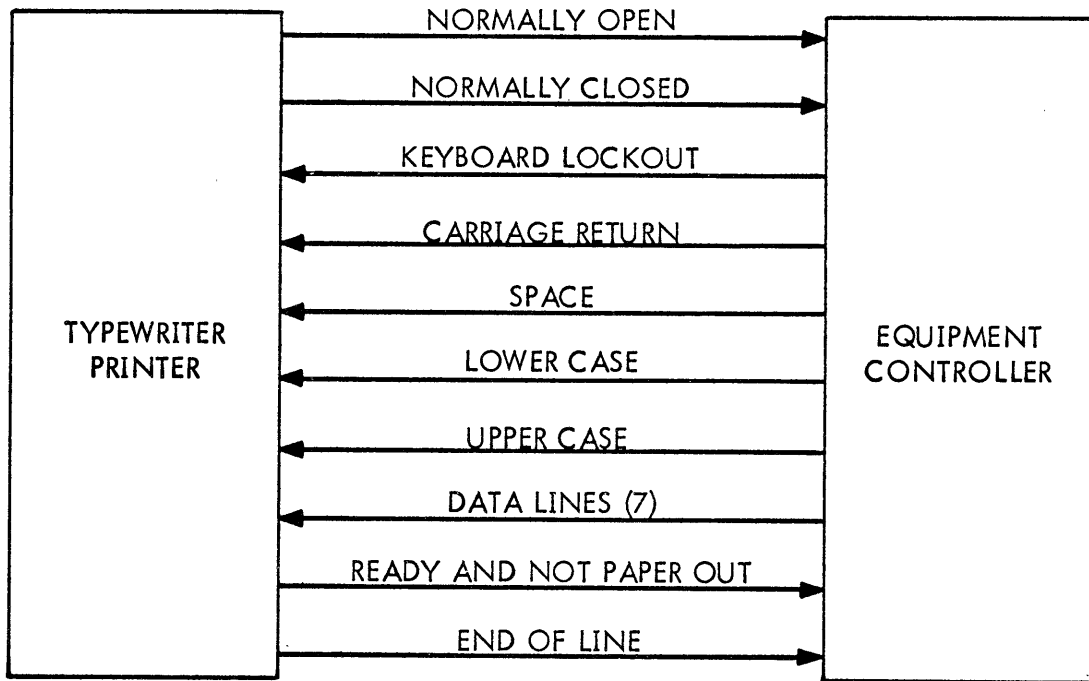 NORMALLY OPEN
NORMALLY CLOSED
KEYBOARD LOCKOUT
CARRIAGE RETURN
SPACE
TYPEWRITER
PRINTER
EQUIPMENT
CONTROLLER
LOWER CASE
UPPER CASE
DATA LINES (7)
READY AND NOT PAPER OUT
END OF LINE